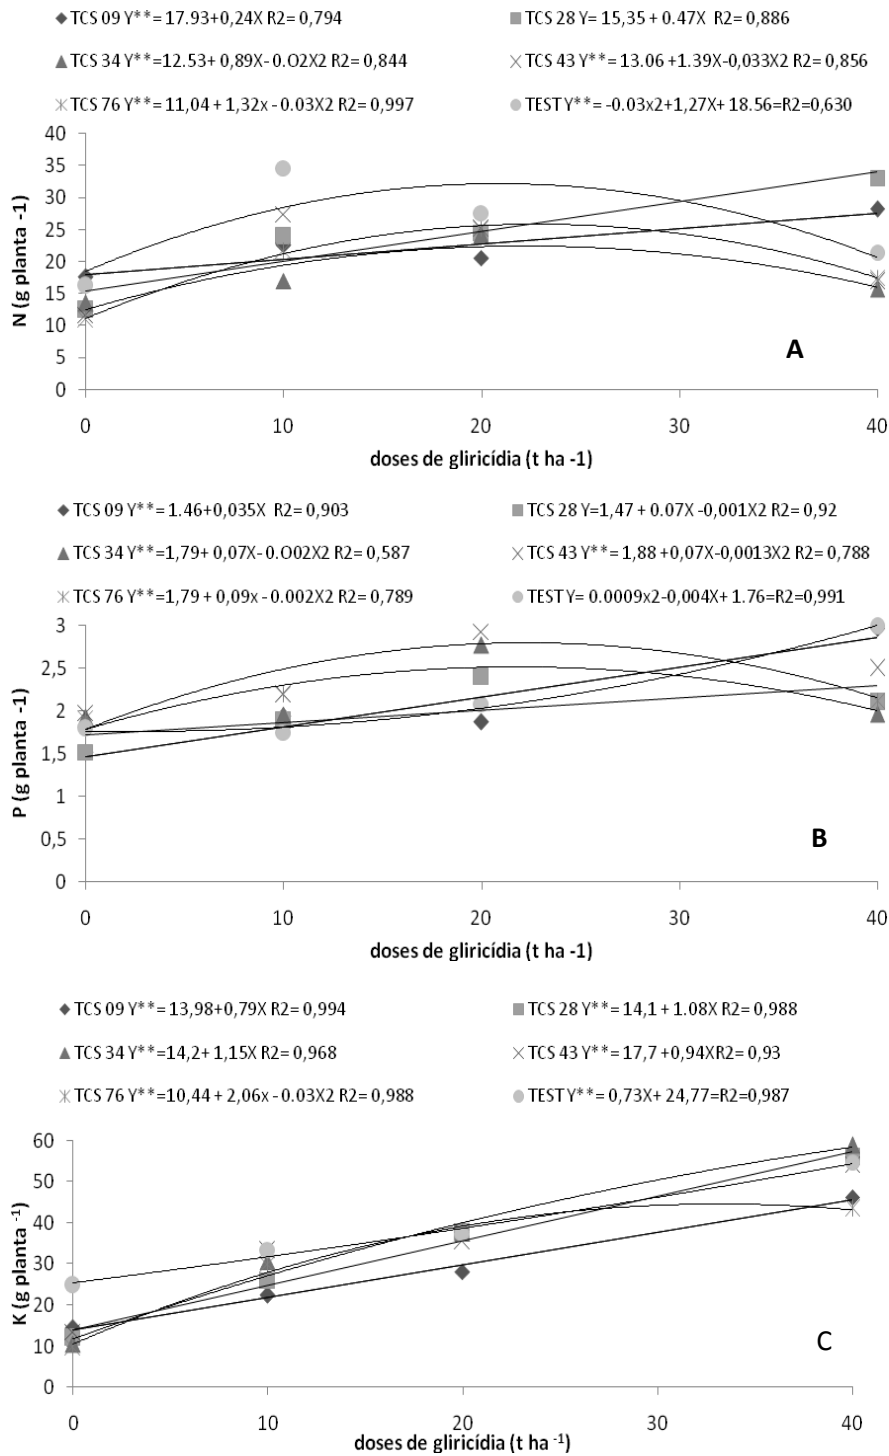 TCS 09 Y**= 17.93+0,24X R2= 0,794
TCS 28 Y= 15,35 + 0.47X R2= 0,886
TCS 34 Y**=12.53+ 0,89X- 0.O2X2 R2= 0,844
TCS 43 Y**= 13.06 +1.39X-0,033X2 R2= 0,856
TCS 76 Y**= 11,04 + 1,32x - 0.03X2 R2= 0,997
TEST Y**= -0.03x2+1,27X+ 18.56=R2=0,630
N (g planta -1)
40
35
30
25
20
15
10
5
0
A
0 10 20 30 40
doses de gliricídia (t ha -1)
TCS 09 Y**= 1.46+0,035X R2= 0,903
TCS 28 Y=1,47 + 0.07X -0,001X2 R2= 0,92
TCS 34 Y**=1,79+ 0,07X- 0.O02X2 R2= 0,587
TCS 43 Y**= 1,88 +0,07X-0,0013X2 R2= 0,788
TCS 76 Y**=1,79 + 0,09x - 0.002X2 R2= 0,789
TEST Y= 0.0009x2-0,004X+ 1.76=R2=0,991
P (g planta -1)
3
2,5
2
1,5
1
0,5
0
B
0 10 20 30 40
doses de gliricídia (t ha -1)
TCS 09 Y**= 13,98+0,79X R2= 0,994
TCS 28 Y**= 14,1 + 1.08X R2= 0,988
TCS 34 Y**=14,2+ 1,15X R2= 0,968
TCS 43 Y**= 17,7 + 0,94XR2= 0,93
TCS 76 Y**=10,44 + 2,06x - 0.03X2 R2= 0,988
TEST Y**= 0,73X+ 24,77=R2=0,987
K (g planta -1)
60
50
40
30
20
10
0
C
0 10 20 30 40
doses de gliricídia (t ha -1)